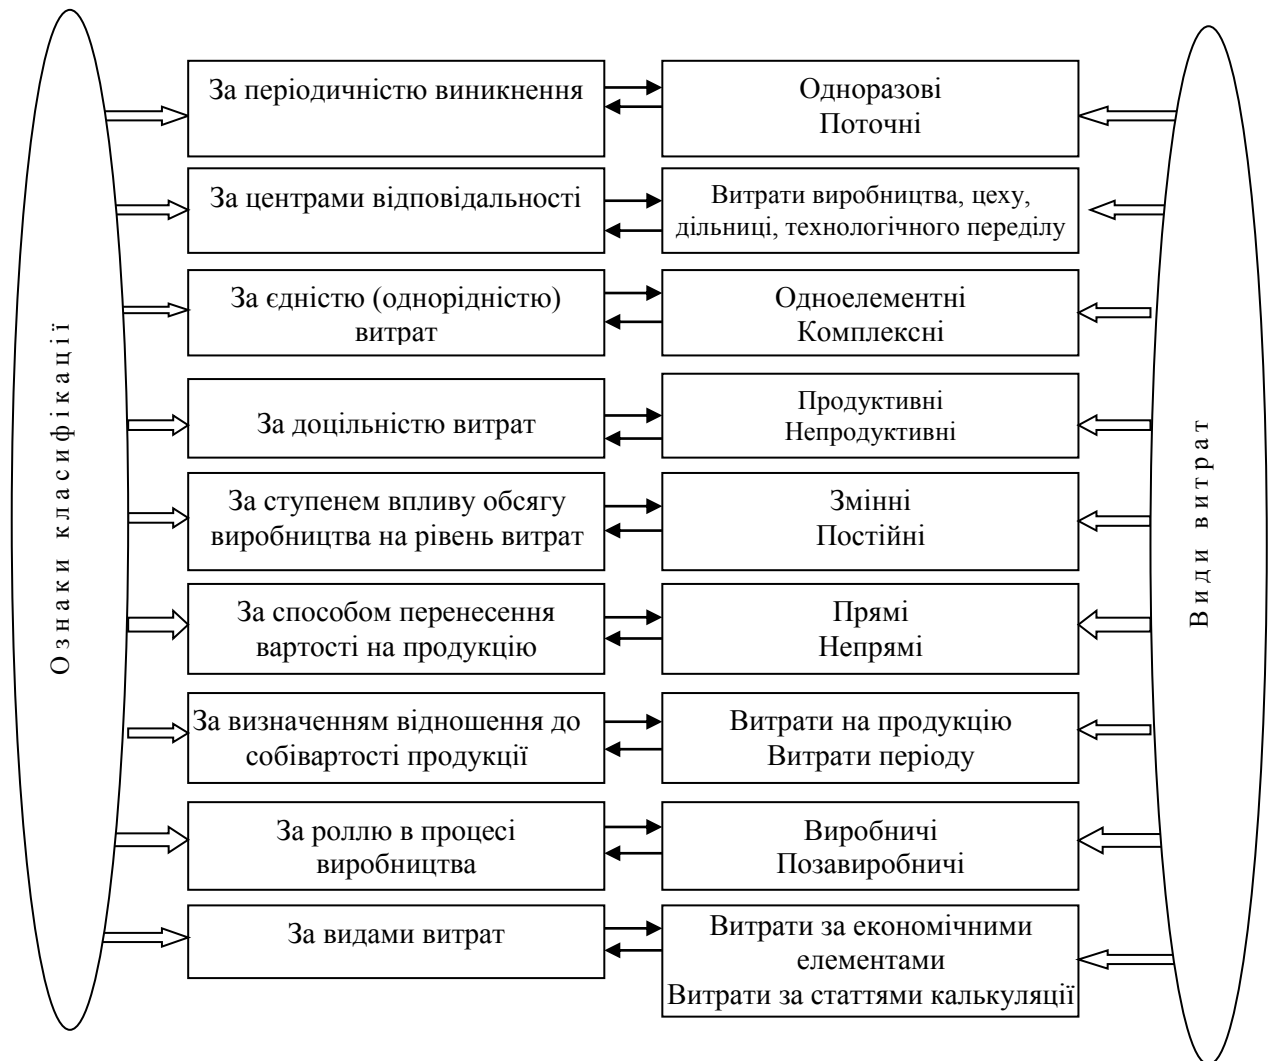 Ознаки класифікації
За періодичністю виникнення
Одноразові
Поточні
За центрами відповідальності
Витрати виробництва, цеху,
дільниці, технологічного переділу
За єдністю (однорідністю)
витрат
Одноелементні
Комплексні
За доцільністю витрат
Продуктивні
Непродуктивні
За ступенем впливу обсягу
виробництва на рівень витрат
Змінні
Постійні
За способом перенесення
вартості на продукцію
Прямі
Непрямі
За визначенням відношення до
собівартості продукції
Витрати на продукцію
Витрати періоду
За роллю в процесі
виробництва
Виробничі
Позавиробничі
За видами витрат
Витрати за економічними
елементами
Витрати за статтями калькуляції
Види витрат